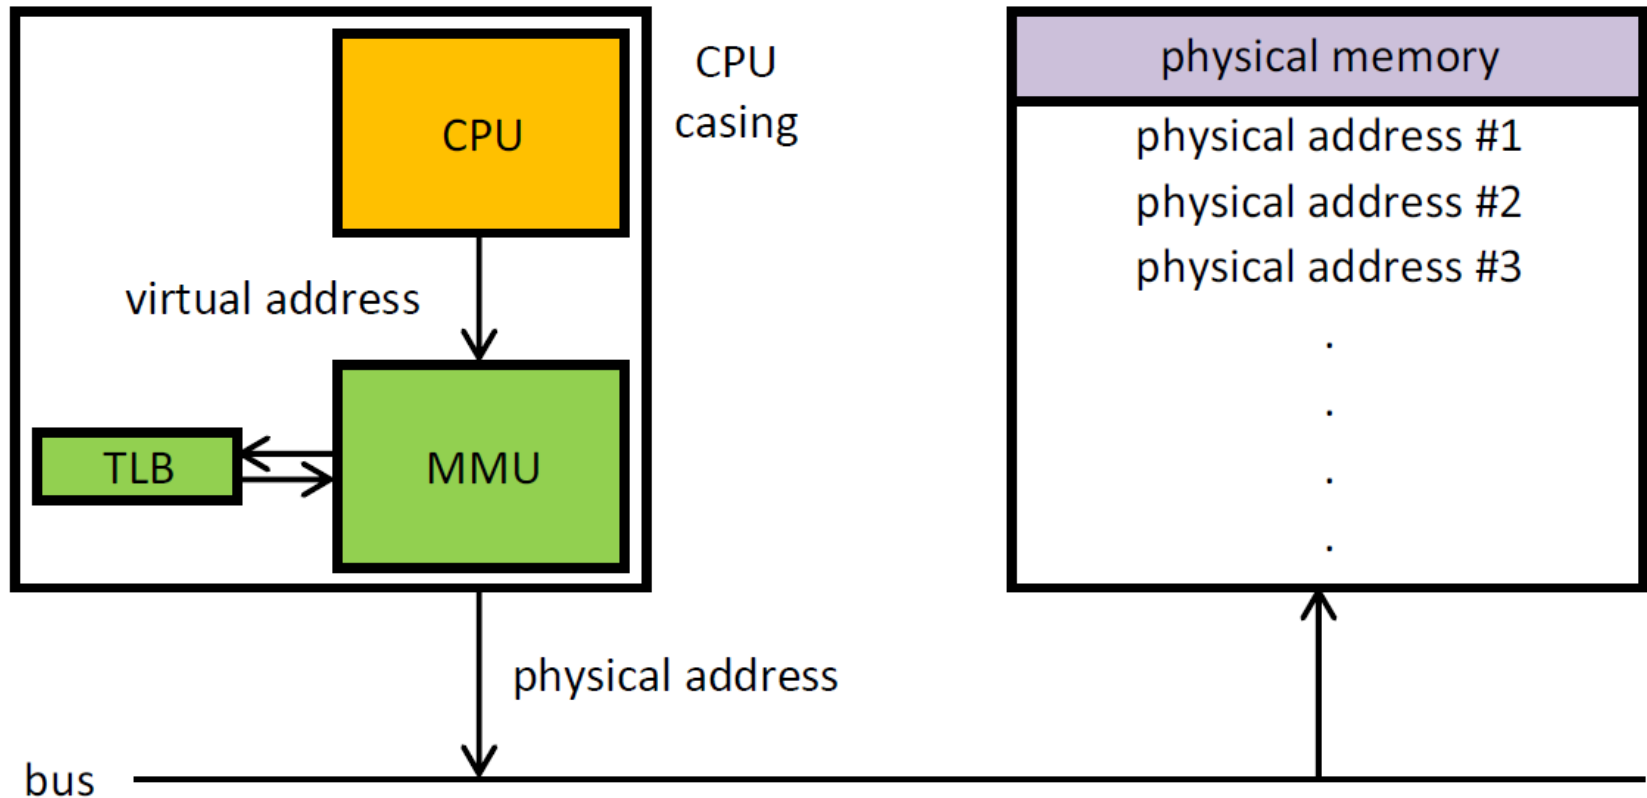 CPU
CPU
casing
virtual address
TLB
MMU
physical address
bus
physical memory
physical address #1
physical address #2
physical address #3
.
.
.
.